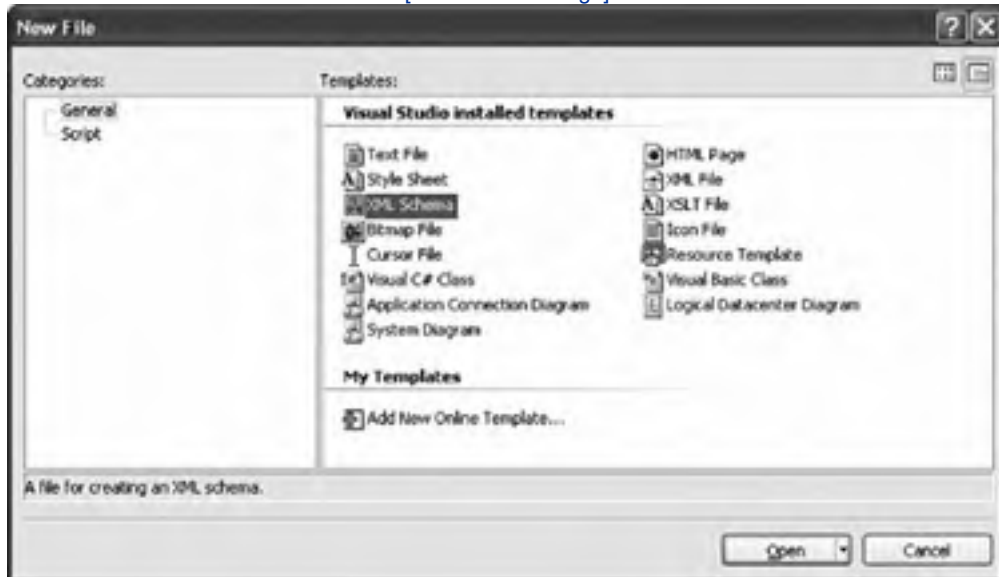 New File
Categories:
General
Script
Templates:
Visual Studio installed templates
Text File
HTML Page
Style Sheet
XML File
XML Schema
XSLT File
Bitmap File
Icon File
Cursor File
Resource Template
Visual C# Class
Visual Basic Class
Application Connection Diagram
Logical Datacenter Diagram
System Diagram
My Templates
Add New Online Template...
A file for creating an XML schema.
Open
Cancel